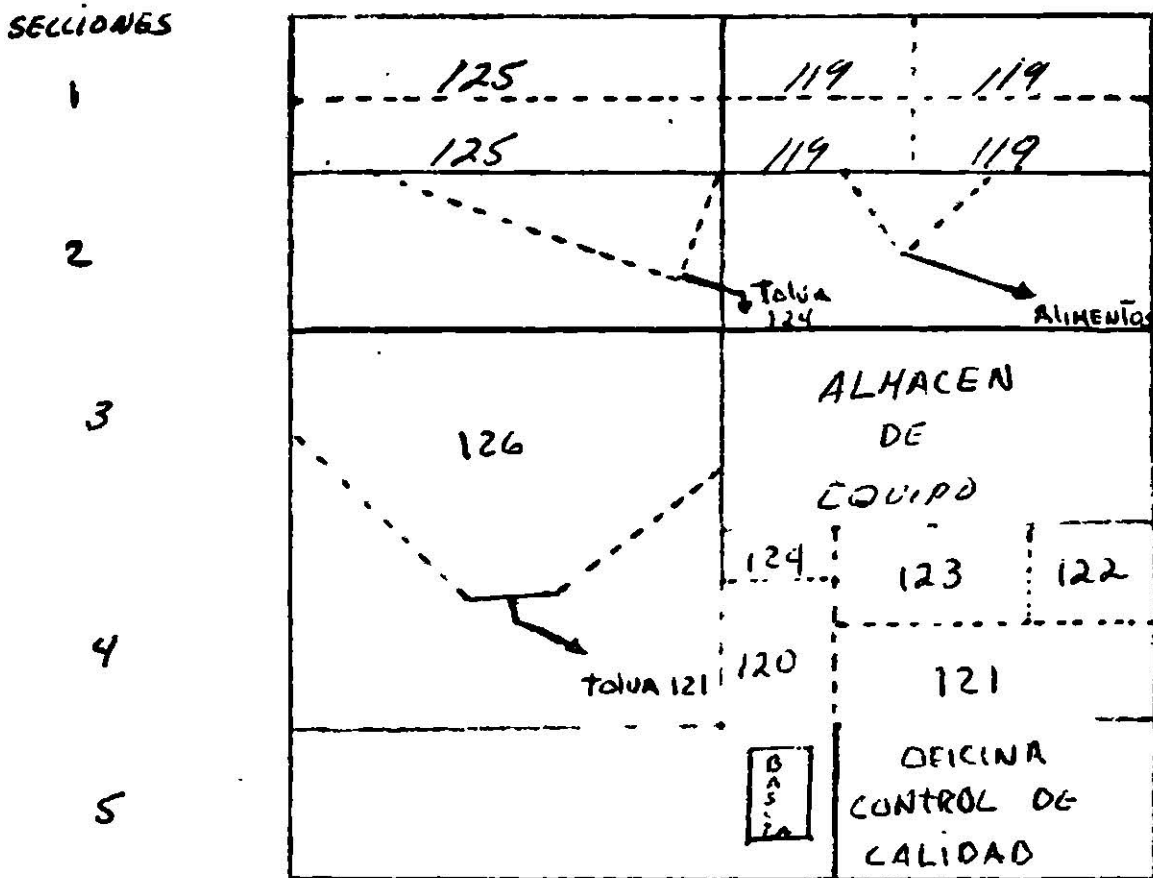 SECCIONES
1
125 119 119
125 119 119
2
TOLVA
124
ALIMENTOS
3
126
ALMACEN
DE
EQUIPO
124 123 122
4
120 121
TOLVA 121
5
OFICINA
CONTROL DE
CALIDAD